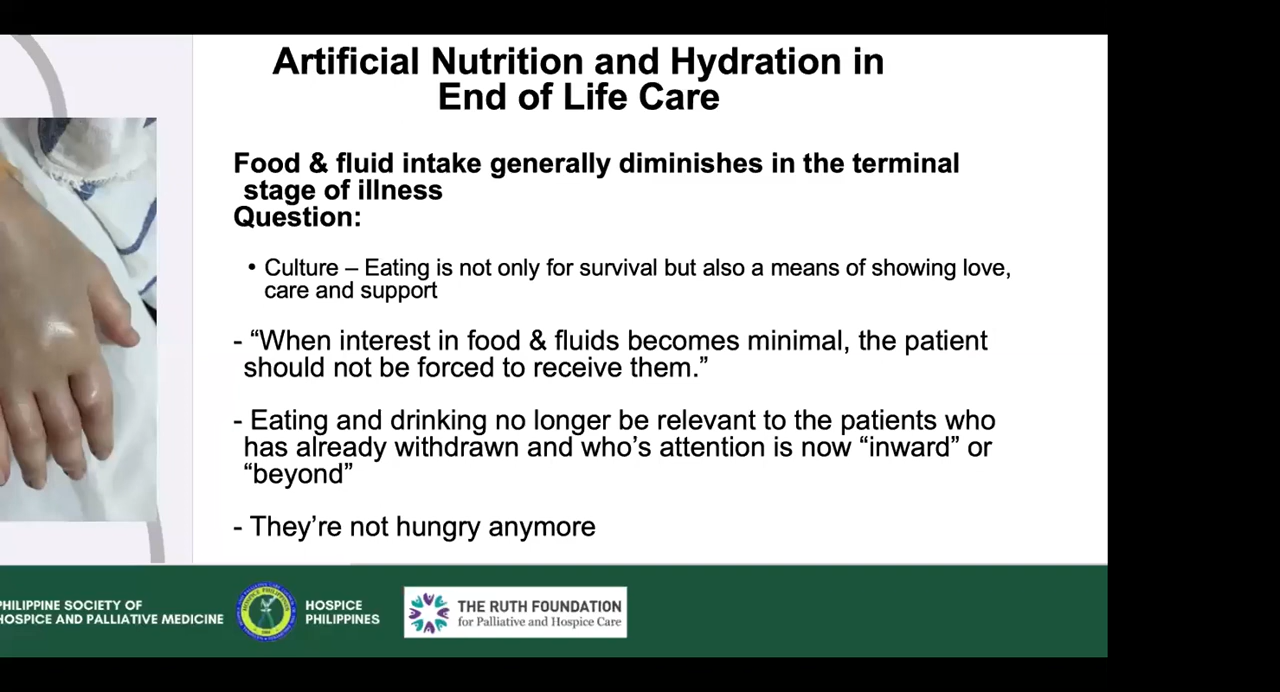 Artificial Nutrition and Hydration in
End of Life Care
Food & fluid intake generally diminishes in the terminal
stage of illness
Question:
• Culture – Eating is not only for survival but also a means of showing love,
care and support
- “When interest in food & fluids becomes minimal, the patient
should not be forced to receive them.”
- Eating and drinking no longer be relevant to the patients who
has already withdrawn and who’s attention is now “inward” or
“beyond”
- They’re not hungry anymore
PHILIPPINE SOCIETY OF
HOSPICE AND PALLIATIVE MEDICINE
HOSPICE
PHILIPPINES
THE RUTH FOUNDATION
for Palliative and Hospice Care